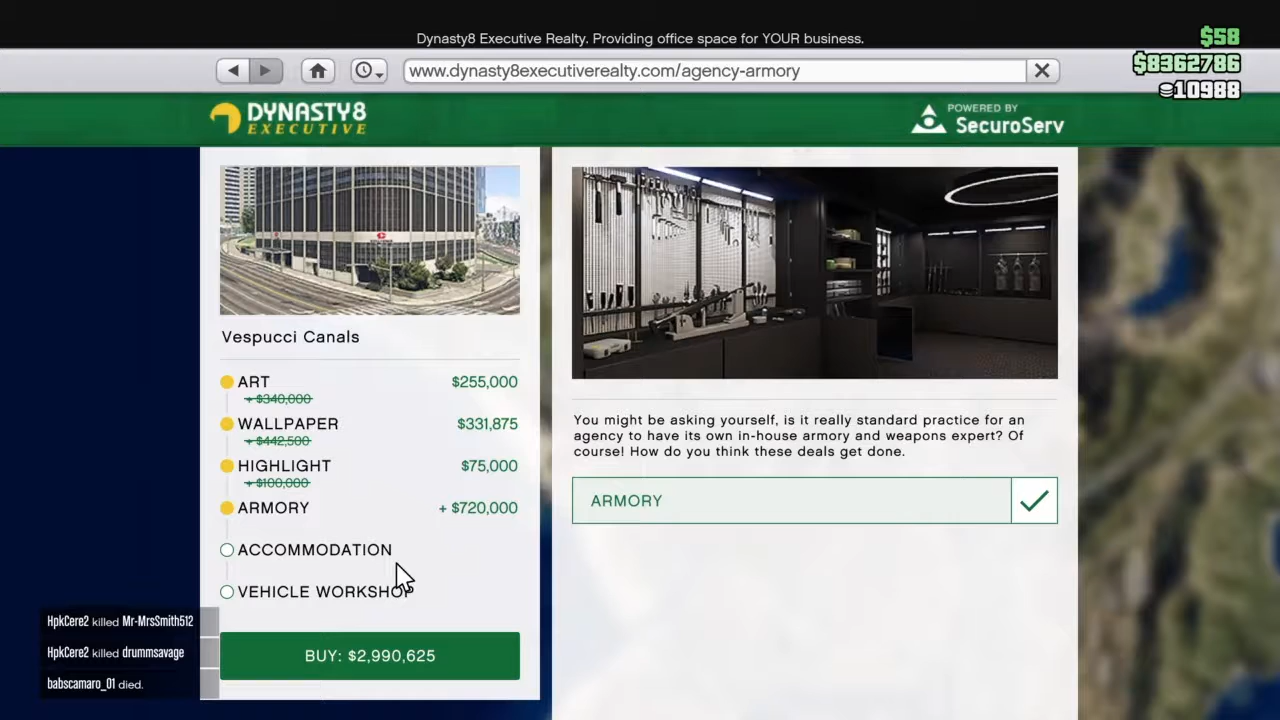 Dynasty8 Executive Realty. Providing office space for YOUR business.
$58
$8362786
10988
www.dynasty8executiverealty.com/agency-armory
DYNASTY8
EXECUTIVE
POWERED BY
SecuroServ
Vespucci Canals
ART $255,000
+ $340,000
WALLPAPER $331,875
+ $442,500
HIGHLIGHT $75,000
+ $100,000
ARMORY + $720,000
ACCOMMODATION
VEHICLE WORKSHOP
BUY: $2,990,625
You might be asking yourself, is it really standard practice for an
agency to have its own in-house armory and weapons expert? Of
course! How do you think these deals get done.
ARMORY
HpkCere2 killed Mr-MrsSmith512
HpkCere2 killed drummsavage
babscamaro_01 died.